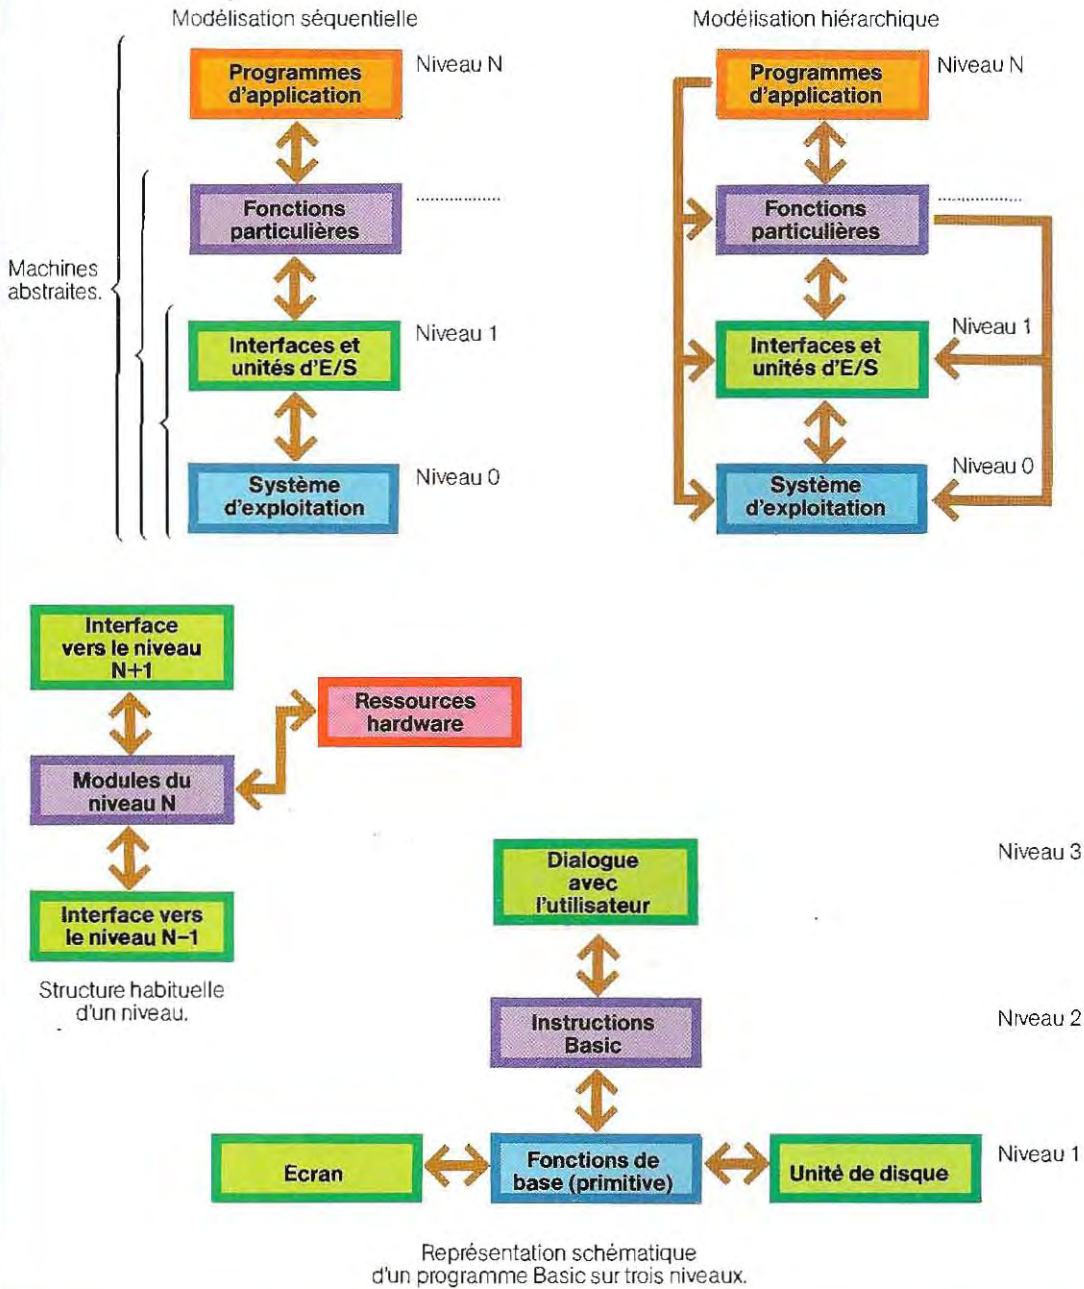 Modélisation séquentielle
Programmes
d'application
Niveau N
Fonctions
particulières
....................
Machines
abstraites.
Interfaces et
unités d'E/S
Niveau 1
Système
d'exploitation
Niveau 0
Modélisation hiérarchique
Programmes
d'application
Niveau N
Fonctions
particulières
....................
Interfaces et
unités d'E/S
Niveau 1
Système
d'exploitation
Niveau 0
Interface
vers le niveau
N+1
Ressources
hardware
Modules du
niveau N
Interface vers
le niveau N–1
Structure habituelle
d'un niveau.
Dialogue
avec
l'utilisateur
Niveau 3
Instructions
Basic
Niveau 2
Ecran
Fonctions de
base (primitive)
Unité de disque
Niveau 1
Représentation schématique
d'un programme Basic sur trois niveaux.